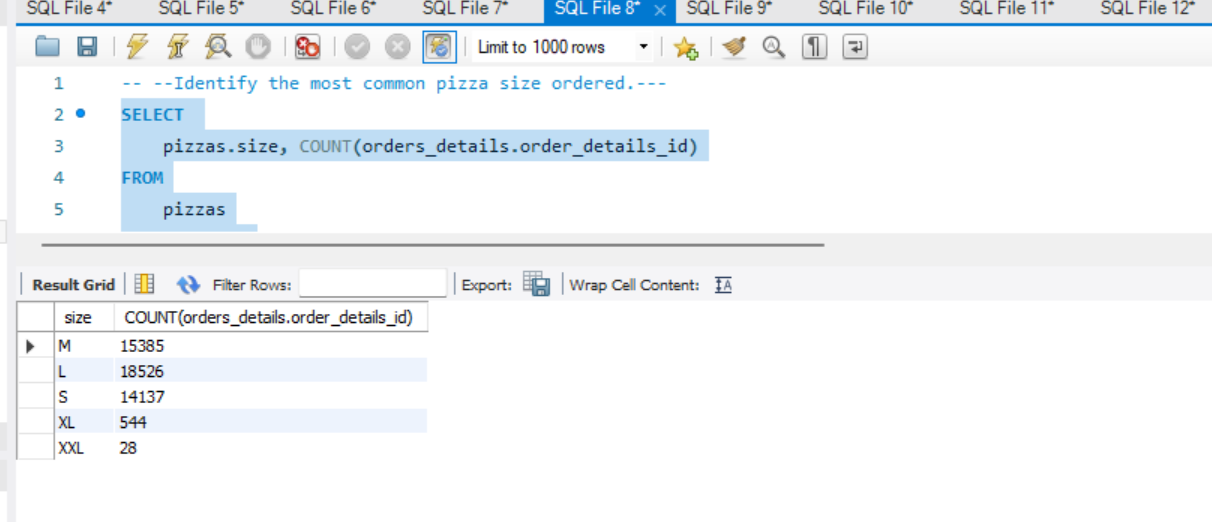 SQL File 4* SQL File 5* SQL File 6* SQL File 7* SQL File 8* × SQL File 9* SQL File 10* SQL File 11* SQL File 12*
Limit to 1000 rows
1 -- --Identify the most common pizza size ordered.---
2 SELECT
3 pizzas.size, COUNT(orders_details.order_details_id)
4 FROM
5 pizzas
Result Grid Filter Rows: Export: Wrap Cell Content: IA
size COUNT(orders_details.order_details_id)
M 15385
L 18526
S 14137
XL 544
XXL 28